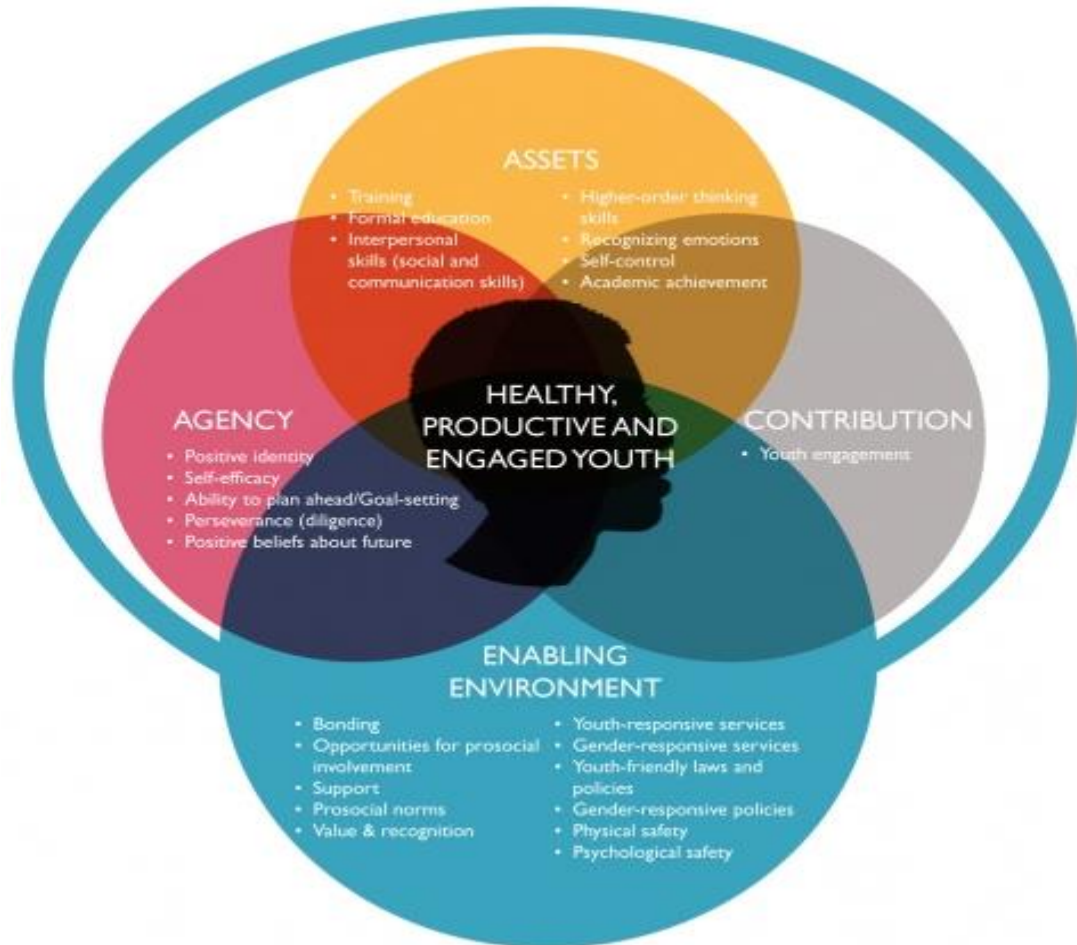 ASSETS
• Training
• Formal education
• Interpersonal
skills (social and
communication skills)
• Higher-order thinking
skills
• Recognizing emotions
• Self-control
• Academic achievement
HEALTHY,
PRODUCTIVE AND
ENGAGED YOUTH
AGENCY
• Positive identity
• Self-efficacy
• Ability to plan ahead/Goal-setting
• Perseverance (diligence)
• Positive beliefs about future
CONTRIBUTION
• Youth engagement
ENABLING
ENVIRONMENT
• Bonding
• Opportunities for prosocial
involvement
• Support
• Prosocial norms
• Value & recognition
• Youth-responsive services
• Gender-responsive services
• Youth-friendly laws and
policies
• Gender-responsive policies
• Physical safety
• Psychological safety